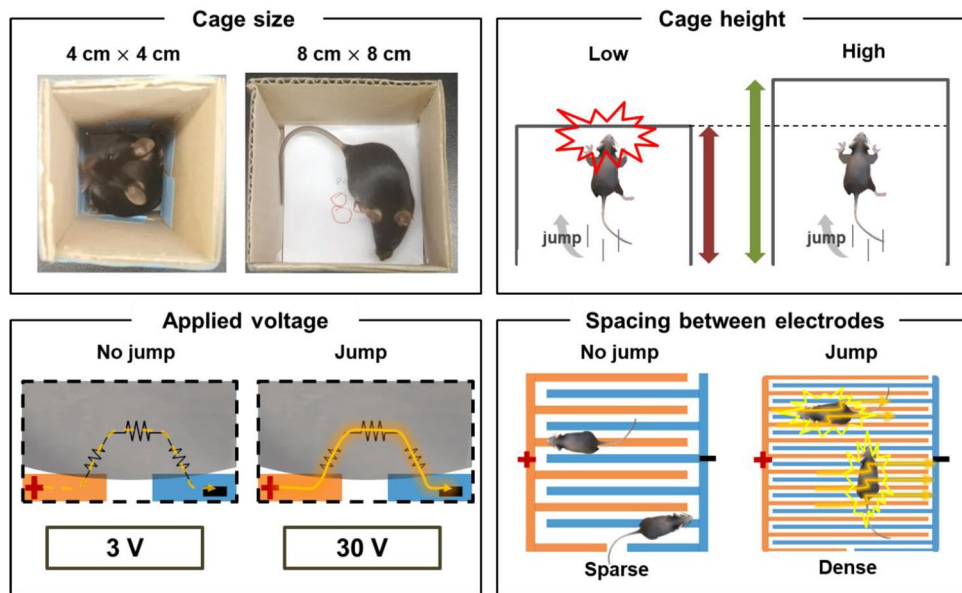 Cage size
4 cm × 4 cm
8 cm × 8 cm
Cage height
Low
High
jump
jump
Applied voltage
No jump
Jump
+
-
+
-
3 V
30 V
Spacing between electrodes
No jump
Jump
+
-
+
-
Sparse
Dense